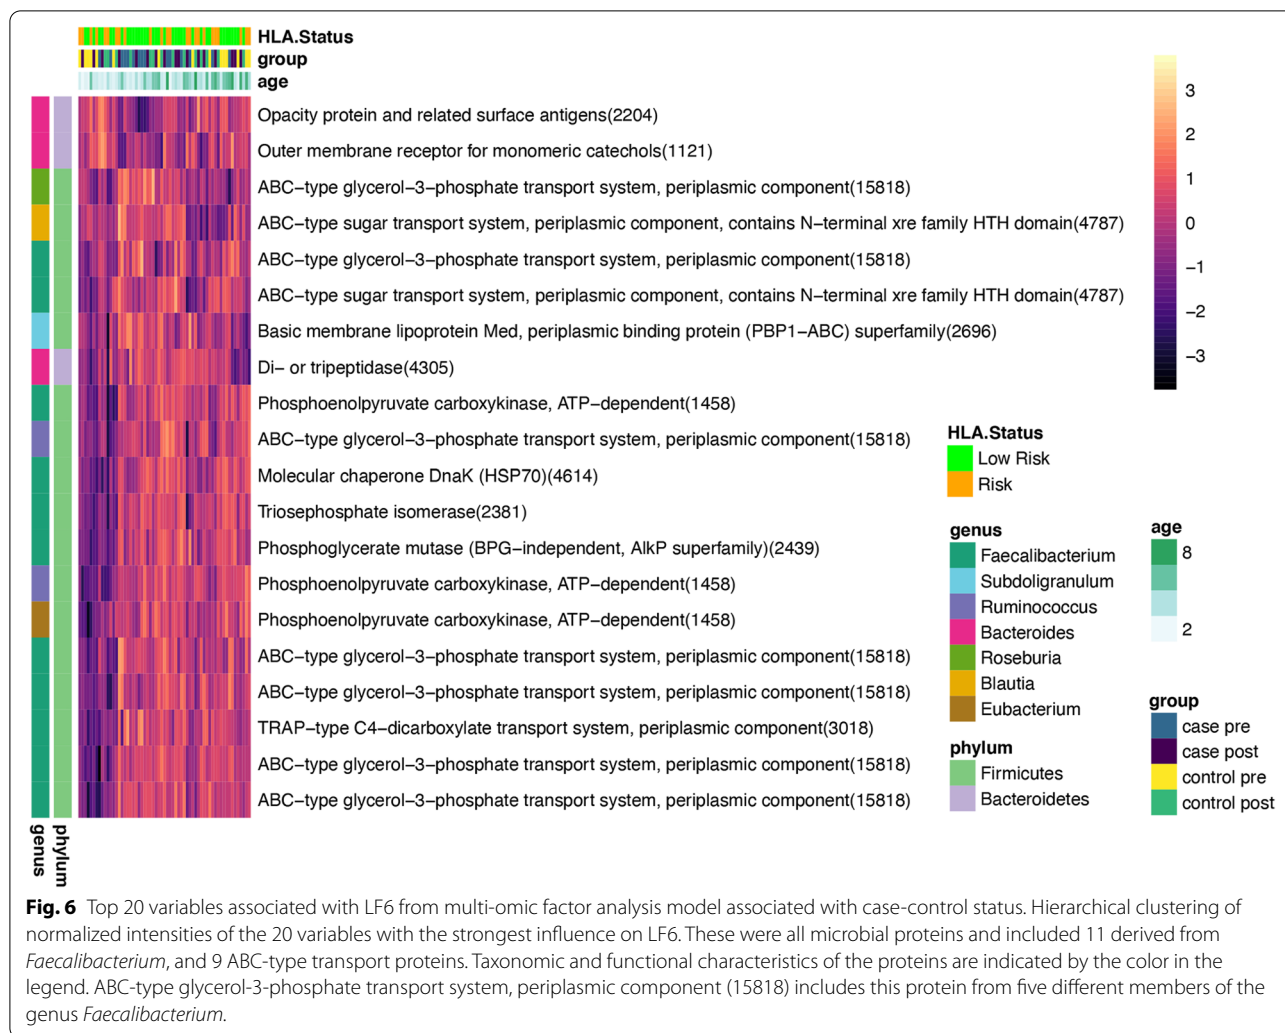 HLA.Status
group
age
Opacity protein and related surface antigens(2204)
Outer membrane receptor for monomeric catechols(1121)
ABC−type glycerol−3−phosphate transport system, periplasmic component(15818)
ABC−type sugar transport system, periplasmic component, contains N−terminal xre family HTH domain(4787)
ABC−type glycerol−3−phosphate transport system, periplasmic component(15818)
ABC−type sugar transport system, periplasmic component, contains N−terminal xre family HTH domain(4787)
Basic membrane lipoprotein Med, periplasmic binding protein (PBP1−ABC) superfamily(2696)
Di− or tripeptidase(4305)
Phosphoenolpyruvate carboxykinase, ATP−dependent(1458)
ABC−type glycerol−3−phosphate transport system, periplasmic component(15818)
Molecular chaperone DnaK (HSP70)(4614)
Triosephosphate isomerase(2381)
Phosphoglycerate mutase (BPG−independent, AlkP superfamily)(2439)
Phosphoenolpyruvate carboxykinase, ATP−dependent(1458)
Phosphoenolpyruvate carboxykinase, ATP−dependent(1458)
ABC−type glycerol−3−phosphate transport system, periplasmic component(15818)
ABC−type glycerol−3−phosphate transport system, periplasmic component(15818)
TRAP−type C4−dicarboxylate transport system, periplasmic component(3018)
ABC−type glycerol−3−phosphate transport system, periplasmic component(15818)
ABC−type glycerol−3−phosphate transport system, periplasmic component(15818)
genus
phylum
3
2
1
0
−1
−2
−3
HLA.Status
Low Risk
Risk
genus
Faecalibacterium
Subdoligranulum
Ruminococcus
Bacteroides
Roseburia
Blautia
Eubacterium
phylum
Firmicutes
Bacteroidetes
age
8
2
group
case pre
case post
control pre
control post
Fig. 6 Top 20 variables associated with LF6 from multi-omic factor analysis model associated with case-control status. Hierarchical clustering of
normalized intensities of the 20 variables with the strongest influence on LF6. These were all microbial proteins and included 11 derived from
Faecalibacterium, and 9 ABC-type transport proteins. Taxonomic and functional characteristics of the proteins are indicated by the color in the
legend. ABC-type glycerol-3-phosphate transport system, periplasmic component (15818) includes this protein from five different members of the
genus Faecalibacterium.